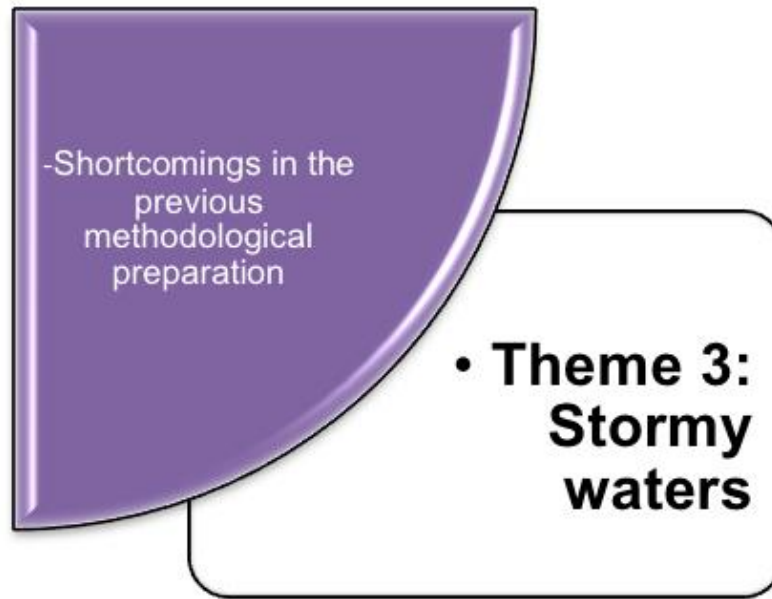 -Shortcomings in the
previous
methodological
preparation
• Theme 3:
Stormy
waters